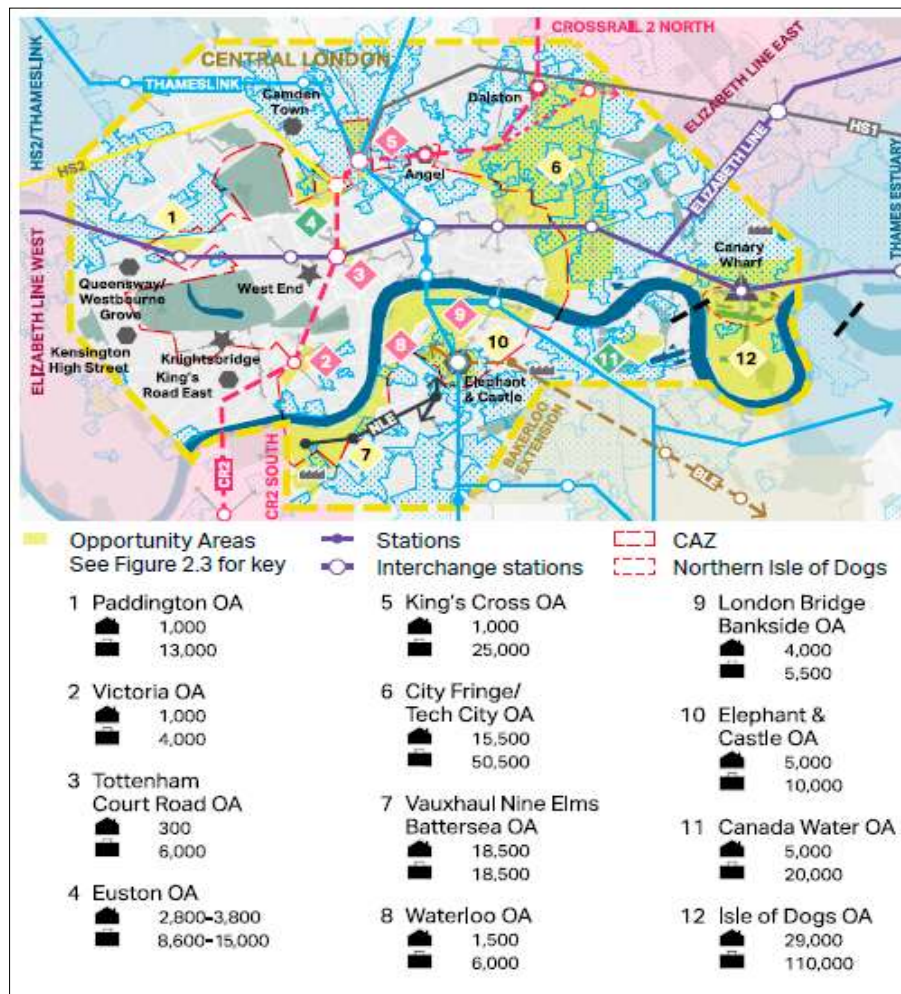 CROSSRAIL 2 NORTH
CENTRAL LONDON
HS2/THAMESLINK
THAMESLINK
Camden
Town
Dalston
ELIZABETH LINE EAST
HS1
HS2
5
Angel
6
ELIZABETH LINE
THAMES ESTUARY
1
4
Canary
Wharf
ELIZABETH LINE WEST
Queensway/
Westbourne
Grove
West End
3
Kensington
High Street
Knightsbridge
King's
Road East
2
8
9
10
11
12
Elephant
& Castle
NLE
7
CR2
CR2 SOUTH
BAKERLOO
EXTENSION
BLE
Opportunity Areas
See Figure 2.3 for key
Stations
Interchange stations
CAZ
Northern Isle of Dogs
1 Paddington OA
1,000
13,000
2 Victoria OA
1,000
4,000
3 Tottenham
Court Road OA
300
6,000
4 Euston OA
2,800-3,800
8,600-15,000
5 King's Cross OA
1,000
25,000
6 City Fringe/
Tech City OA
15,500
50,500
7 Vauxhaul Nine Elms
Battersea OA
18,500
18,500
8 Waterloo OA
1,500
6,000
9 London Bridge
Bankside OA
4,000
5,500
10 Elephant &
Castle OA
5,000
10,000
11 Canada Water OA
5,000
20,000
12 Isle of Dogs OA
29,000
110,000